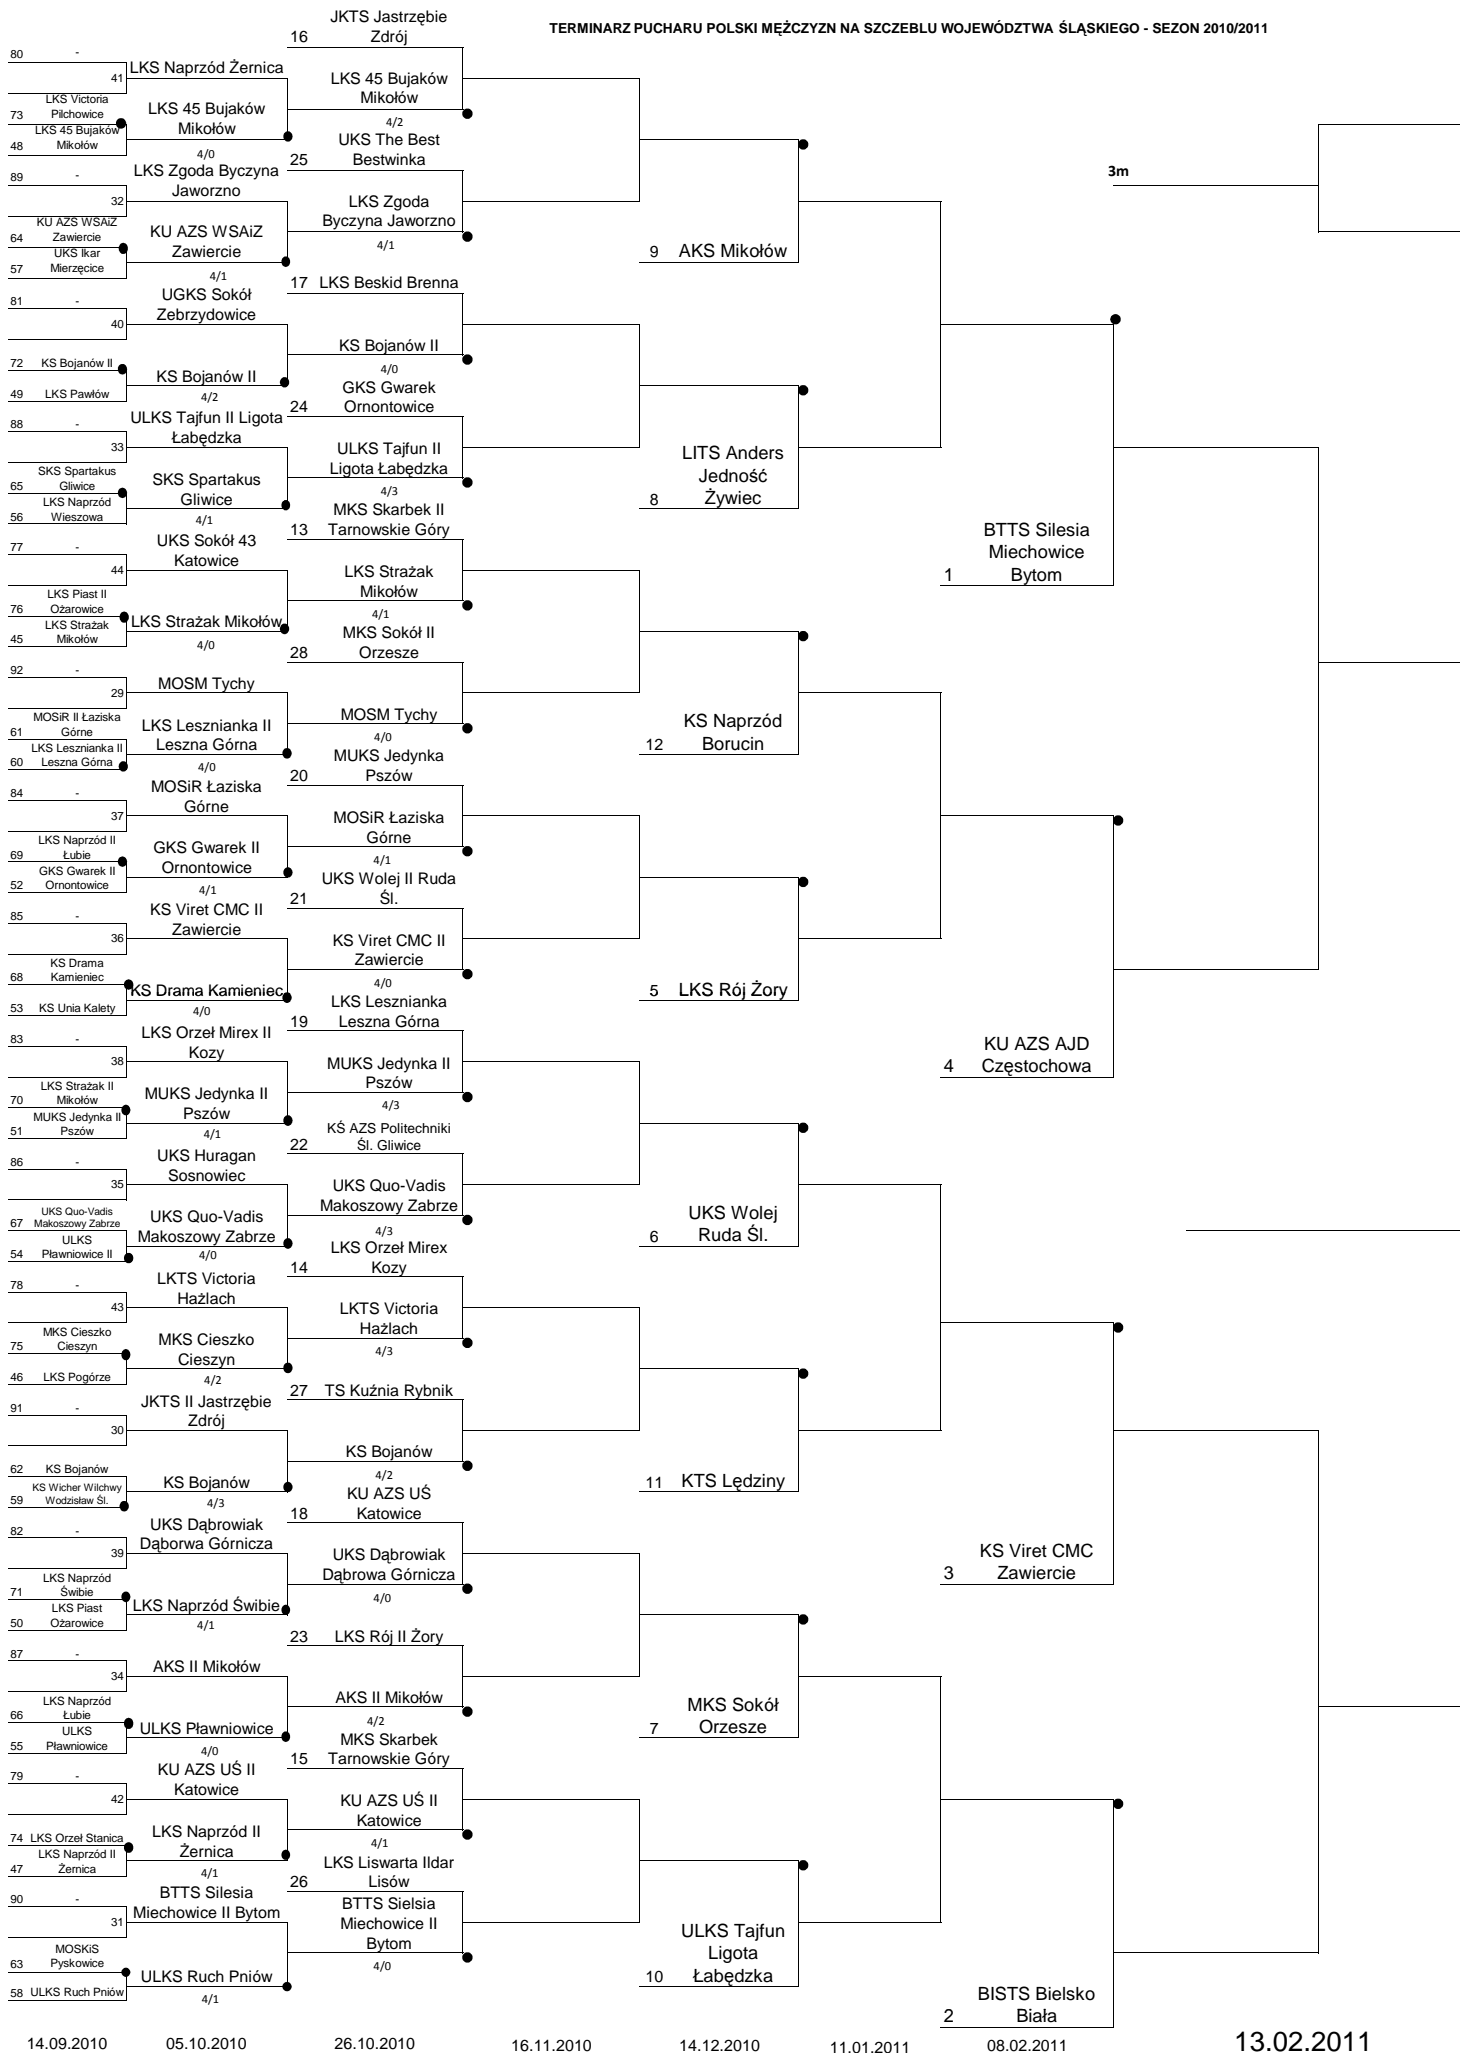 TERMINARZ PUCHARU POLSKI MĘŻCZYZN NA SZCZEBLU WOJEWÓDZTWA ŚLĄSKIEGO - SEZON 2010/2011
80 -
41
LKS Victoria
73 Pilchowice
LKS 45 Bujaków
48 Mikołów
89 -
32
KU AZS WSAiZ
64 Zawiercie
UKS Ikar
57 Mierzęcice
81 -
40
72 KS Bojanów II
49 LKS Pawłów
88 -
33
SKS Spartakus
65 Gliwice
LKS Naprzód
56 Wieszowa
77 -
44
LKS Piast II
76 Ożarowice
LKS Strażak
45 Mikołów
92 -
29
MOSiR II Łaziska
61 Górne
LKS Lesznianka II
60 Leszna Górna
84 -
37
LKS Naprzód II
69 Łubie
GKS Gwarek II
52 Ornontowice
85 -
36
KS Drama
68 Kamieniec
53 KS Unia Kalety
83 -
38
LKS Strażak II
70 Mikołów
MUKS Jedynka II
51 Pszów
86 -
35
UKS Quo-Vadis
67 Makoszowy Zabrze
ULKS
54 Pławniowice II
78 -
43
MKS Cieszko
75 Cieszyn
46 LKS Pogórze
91 -
30
62 KS Bojanów
KS Wicher Wilchwy
59 Wodzisław Śl.
82 -
39
LKS Naprzód
71 Świbie
LKS Piast
50 Ożarowice
87 -
34
LKS Naprzód
66 Łubie
ULKS
55 Pławniowice
79 -
42
74 LKS Orzeł Stanica
LKS Naprzód II
47 Żernica
90 -
31
MOSKiS
63 Pyskowice
58 ULKS Ruch Pniów
LKS Naprzód Żernica
LKS 45 Bujaków
Mikołów
4/0
LKS Zgoda Byczyna
Jaworzno
KU AZS WSAiZ
Zawiercie
4/1
UGKS Sokół
Zebrzydowice
KS Bojanów II
4/2
ULKS Tajfun II Ligota
Łabędzka
SKS Spartakus
Gliwice
4/1
UKS Sokół 43
Katowice
LKS Strażak Mikołów
4/0
MOSM Tychy
LKS Lesznianka II
Leszna Górna
4/0
MOSiR Łaziska
Górne
GKS Gwarek II
Ornontowice
4/1
KS Viret CMC II
Zawiercie
KS Drama Kamieniec
4/0
LKS Orzeł Mirex II
Kozy
MUKS Jedynka II
Pszów
4/1
UKS Huragan
Sosnowiec
UKS Quo-Vadis
Makoszowy Zabrze
4/0
LKTS Victoria
Hażlach
MKS Cieszko
Cieszyn
4/2
JKTS II Jastrzębie
Zdrój
KS Bojanów
4/3
UKS Dąbrowiak
Dąborwa Górnicza
LKS Naprzód Świbie
4/1
AKS II Mikołów
ULKS Pławniowice
4/0
KU AZS UŚ II
Katowice
LKS Naprzód II
Żernica
4/1
BTTS Silesia
Miechowice II Bytom
ULKS Ruch Pniów
4/1
JKTS Jastrzębie
16 Zdrój
LKS 45 Bujaków
Mikołów
4/2
UKS The Best
25 Bestwinka
LKS Zgoda
Byczyna Jaworzno
4/1
17 LKS Beskid Brenna
KS Bojanów II
4/0
GKS Gwarek
24 Ornontowice
ULKS Tajfun II
Ligota Łabędzka
4/3
MKS Skarbek II
13 Tarnowskie Góry
LKS Strażak
Mikołów
4/1
MKS Sokół II
28 Orzesze
MOSM Tychy
4/0
MUKS Jedynka
20 Pszów
MOSiR Łaziska
Górne
4/1
UKS Wolej II Ruda
21 Śl.
KS Viret CMC II
Zawiercie
4/0
LKS Lesznianka
19 Leszna Górna
MUKS Jedynka II
Pszów
4/3
KŚ AZS Politechniki
22 Śl. Gliwice
UKS Quo-Vadis
Makoszowy Zabrze
4/3
LKS Orzeł Mirex
14 Kozy
LKTS Victoria
Hażlach
4/3
27 TS Kuźnia Rybnik
KS Bojanów
4/2
KU AZS UŚ
18 Katowice
UKS Dąbrowiak
Dąbrowa Górnicza
4/0
23 LKS Rój II Żory
AKS II Mikołów
4/2
MKS Skarbek
15 Tarnowskie Góry
KU AZS UŚ II
Katowice
4/1
LKS Liswarta Ildar
26 Lisów
BTTS Sielsia
Miechowice II
Bytom
4/0
9 AKS Mikołów
LITS Anders
Jedność
8 Żywiec
KS Naprzód
12 Borucin
5 LKS Rój Żory
UKS Wolej
6 Ruda Śl.
11 KTS Lędziny
MKS Sokół
7 Orzesze
ULKS Tajfun
Ligota
10 Łabędzka
BTTS Silesia
Miechowice
1 Bytom
KU AZS AJD
4 Częstochowa
KS Viret CMC
3 Zawiercie
BISTS Bielsko
2 Biała
3m
14.09.2010 05.10.2010 26.10.2010 16.11.2010 14.12.2010 11.01.2011 08.02.2011 13.02.2011